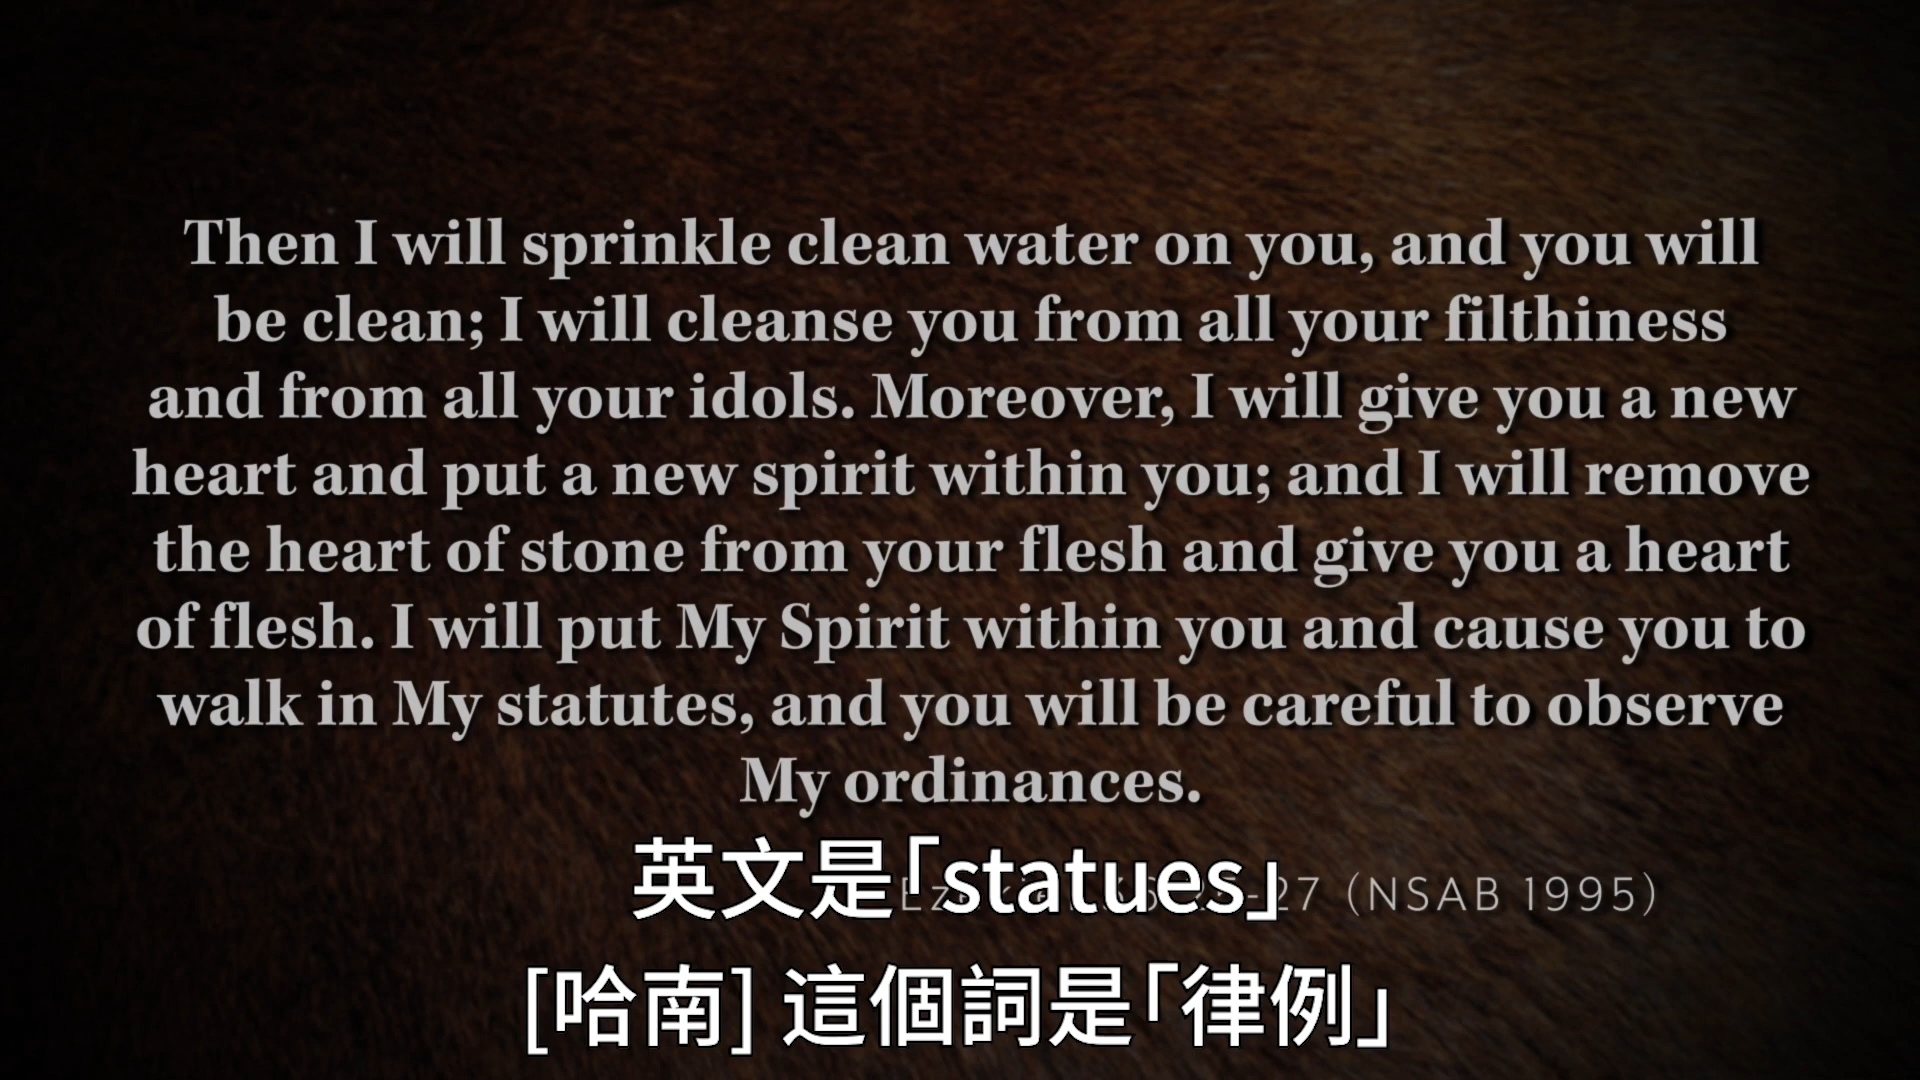 Then I will sprinkle clean water on you, and you will
be clean; I will cleanse you from all your filthiness
and from all your idols. Moreover, I will give you a new
heart and put a new spirit within you; and I will remove
the heart of stone from your flesh and give you a heart
of flesh. I will put My Spirit within you and cause you to
walk in My statutes, and you will be careful to observe
My ordinances.
27 (NSAB 1995)
英文是「statues」
[哈南] 這個詞是「律例」